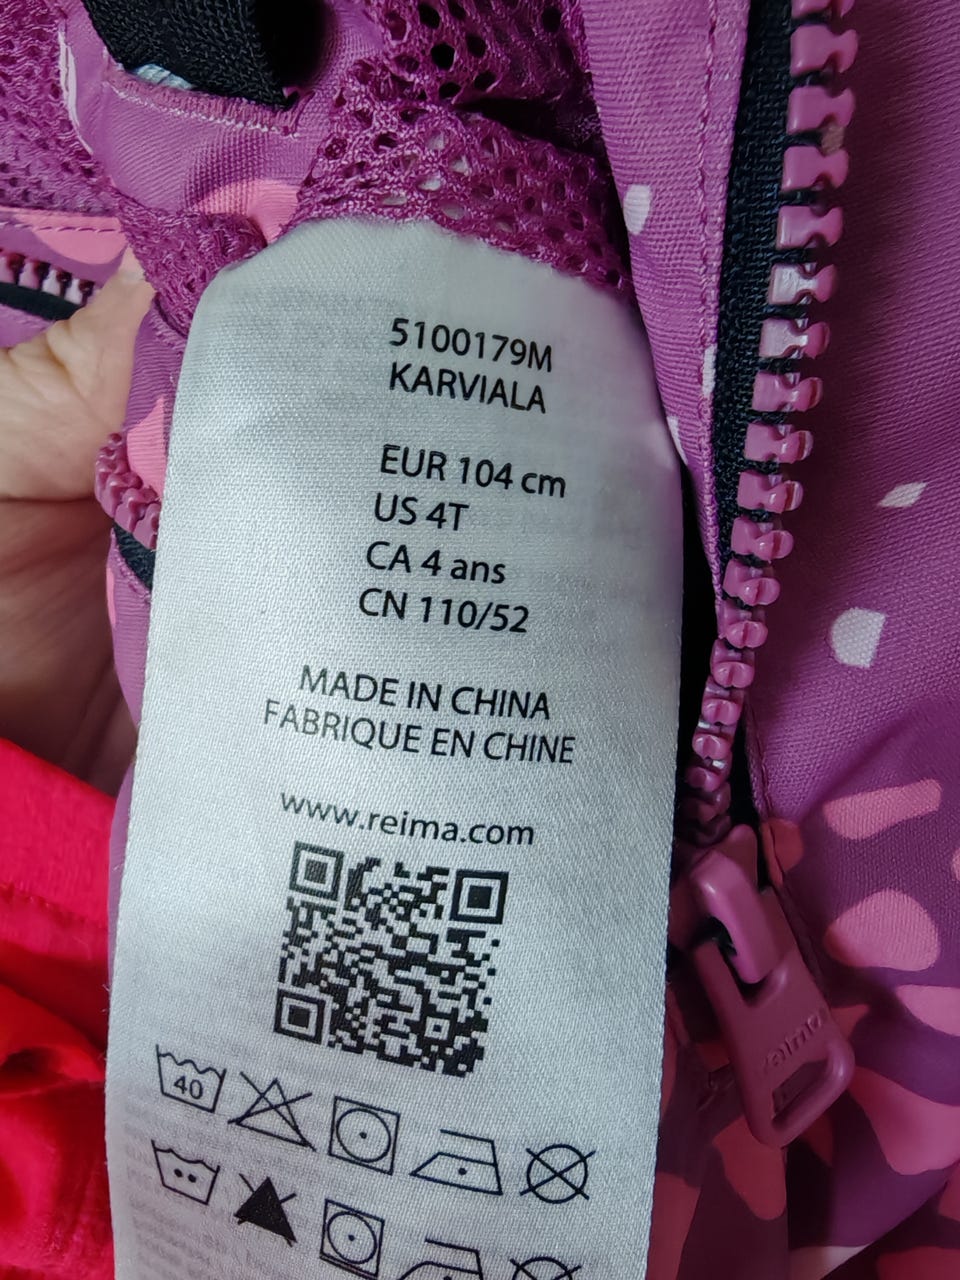 5100179M
KARVIALA
EUR 104 cm
US 4T
CA 4 ans
CN 110/52
MADE IN CHINA
FABRIQUE EN CHINE
www.reima.com
40
reima